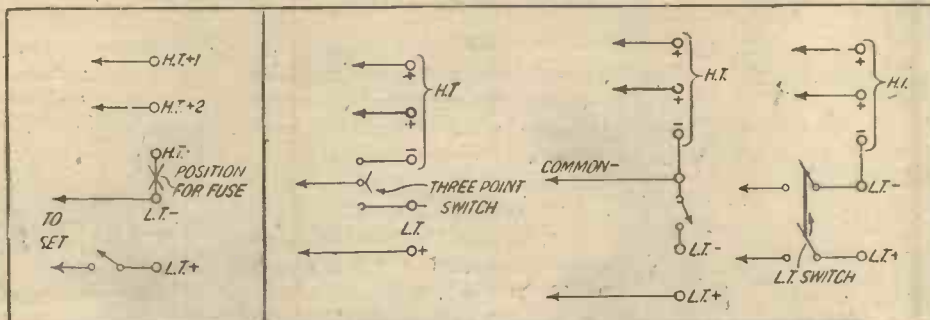 H.T.+1
H.T.+2
H.T.-
POSITION
FOR FUSE
L.T.-
TO
SET
L.T.+
+
+
H.T
-
THREE POINT
SWITCH
L.T.
+
+
+
H.T.
-
COMMON-
L.T.-
L.T.+
+
+
H.T.
-
L.T.-
L.T.+
L.T. SWITCH